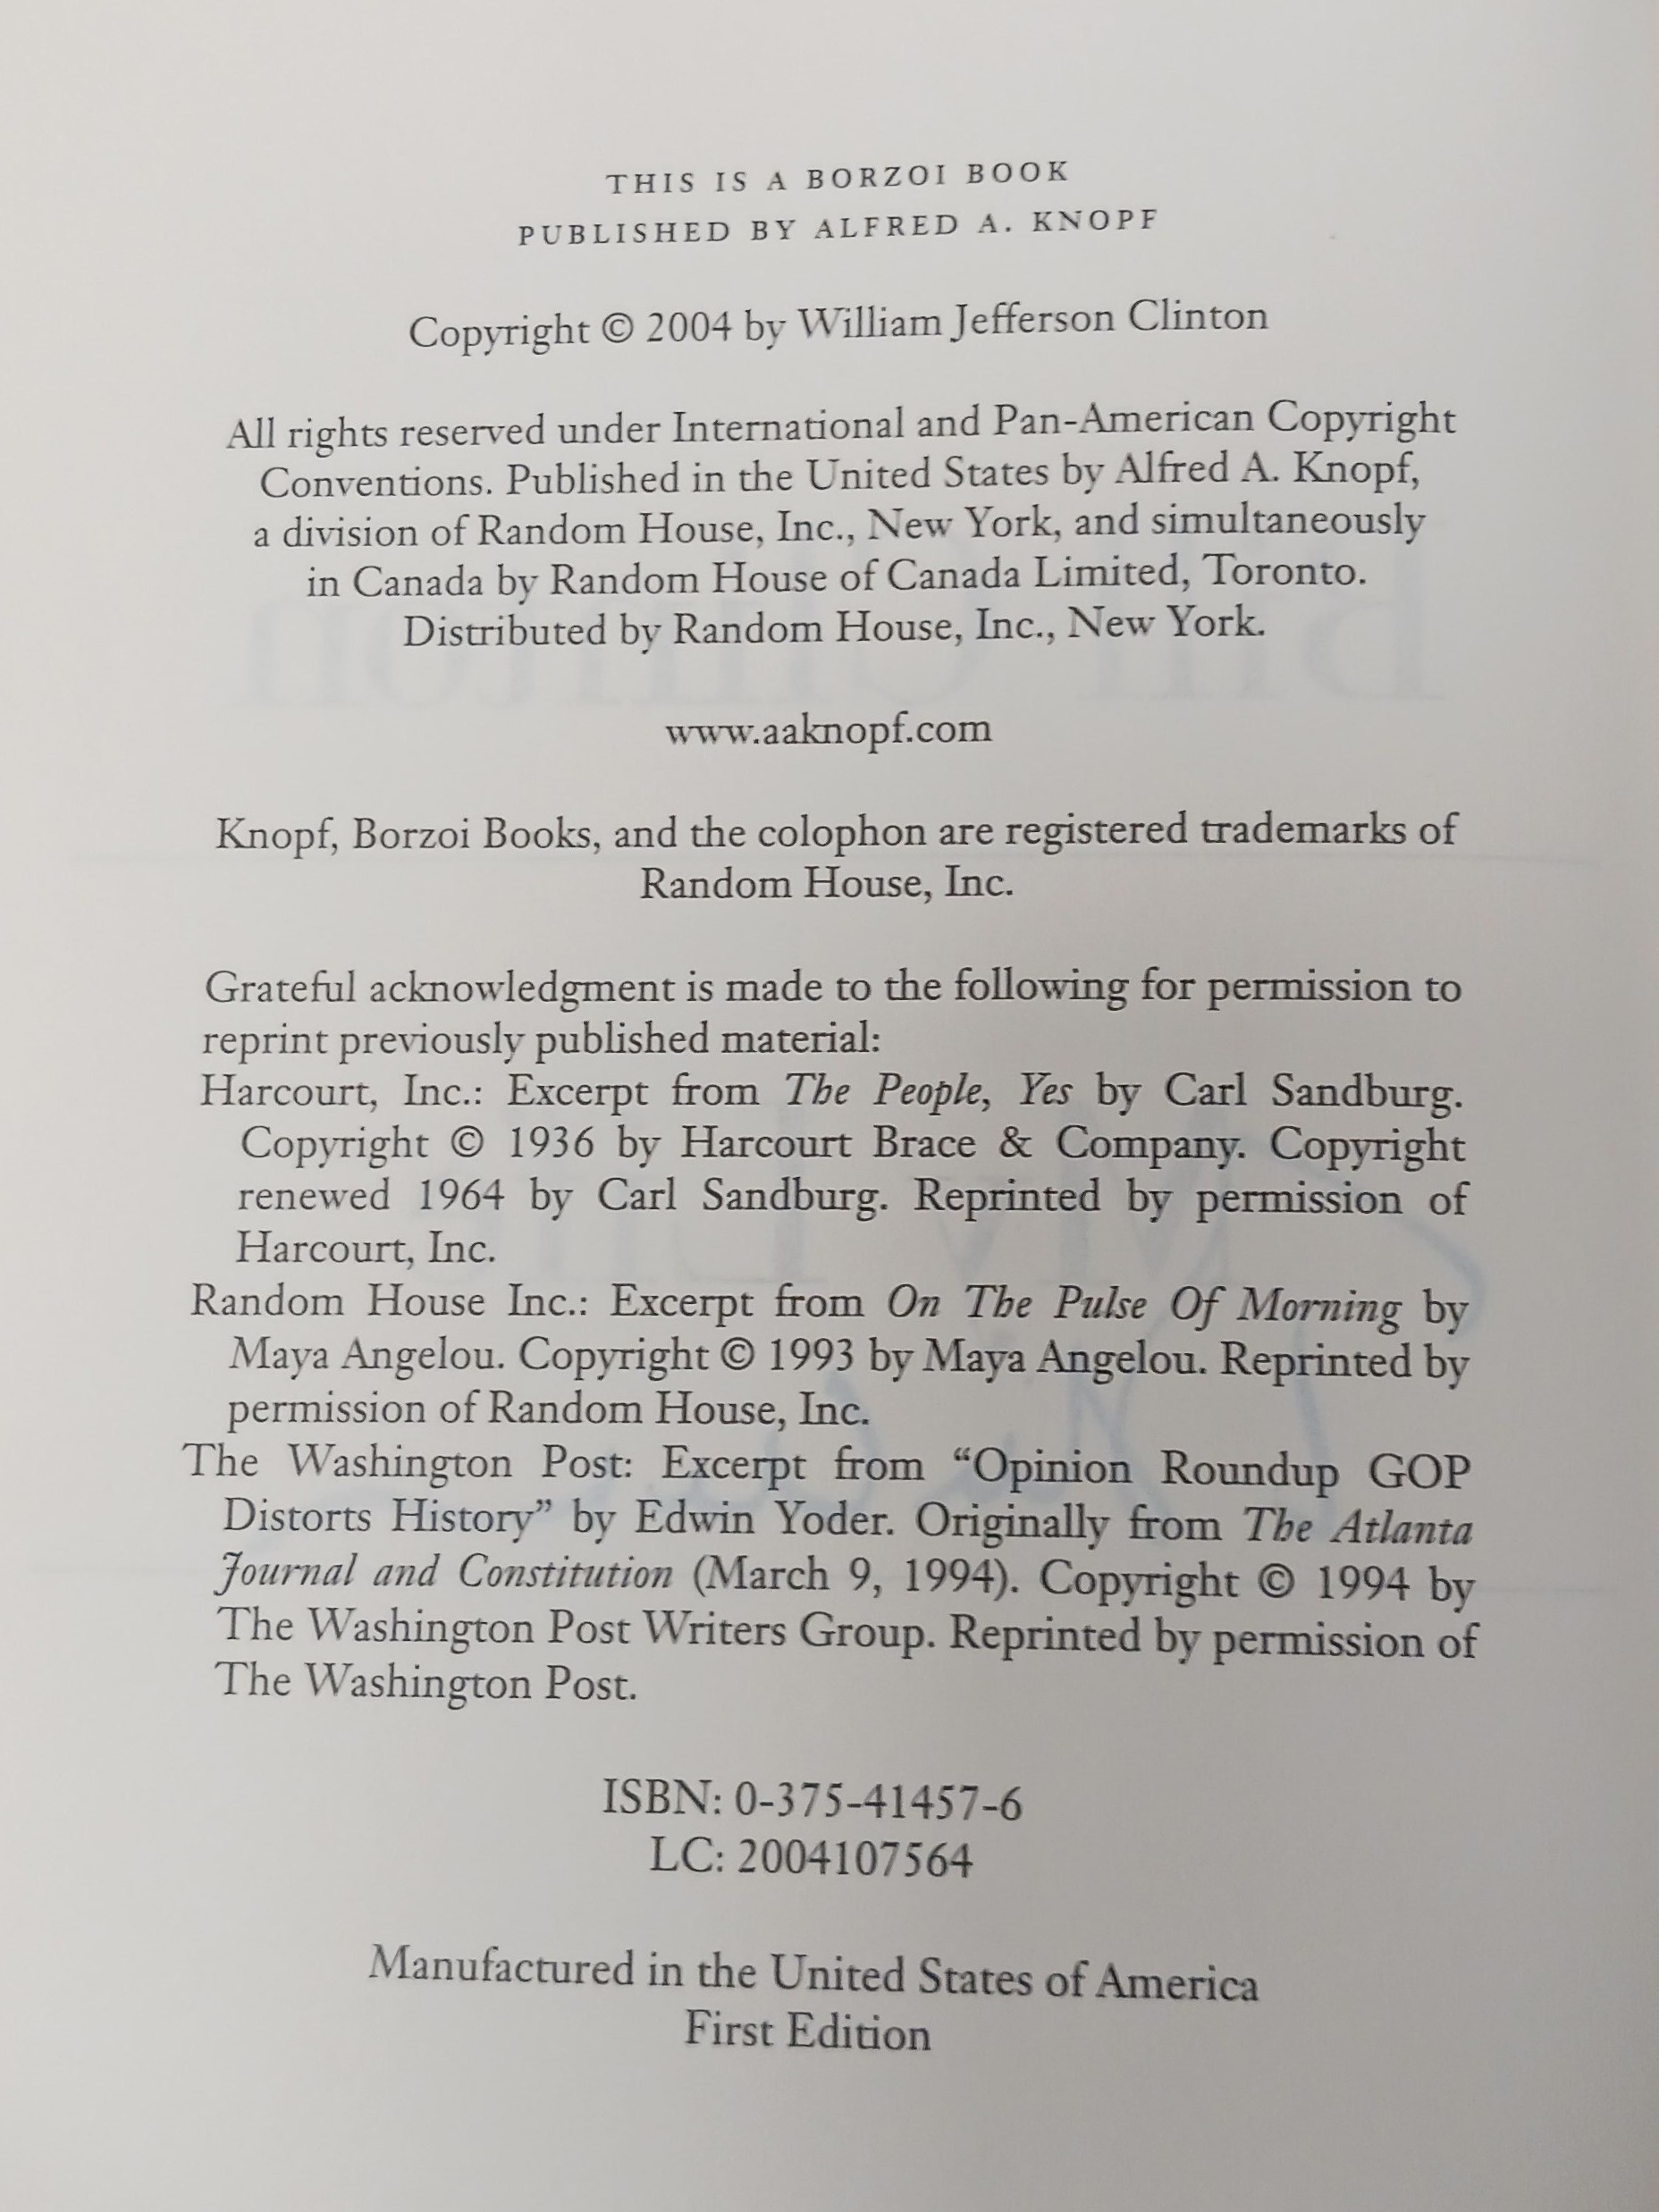 THIS IS A BORZOI BOOK
PUBLISHED BY ALFRED A. KNOPF
Copyright © 2004 by William Jefferson Clinton
All rights reserved under International and Pan-American Copyright
Conventions. Published in the United States by Alfred A. Knopf,
a division of Random House, Inc., New York, and simultaneously
in Canada by Random House of Canada Limited, Toronto.
Distributed by Random House, Inc., New York.
www.aaknopf.com
Knopf, Borzoi Books, and the colophon are registered trademarks of
Random House, Inc.
Grateful acknowledgment is made to the following for permission to
reprint previously published material:
Harcourt, Inc.: Excerpt from The People, Yes by Carl Sandburg.
Copyright © 1936 by Harcourt Brace & Company. Copyright
renewed 1964 by Carl Sandburg. Reprinted by permission of
Harcourt, Inc.
Random House Inc.: Excerpt from On The Pulse Of Morning by
Maya Angelou. Copyright © 1993 by Maya Angelou. Reprinted by
permission of Random House, Inc.
The Washington Post: Excerpt from “Opinion Roundup GOP
Distorts History” by Edwin Yoder. Originally from The Atlanta
Journal and Constitution (March 9, 1994). Copyright © 1994 by
The Washington Post Writers Group. Reprinted by permission of
The Washington Post.
ISBN: 0-375-41457-6
LC: 2004107564
Manufactured in the United States of America
First Edition